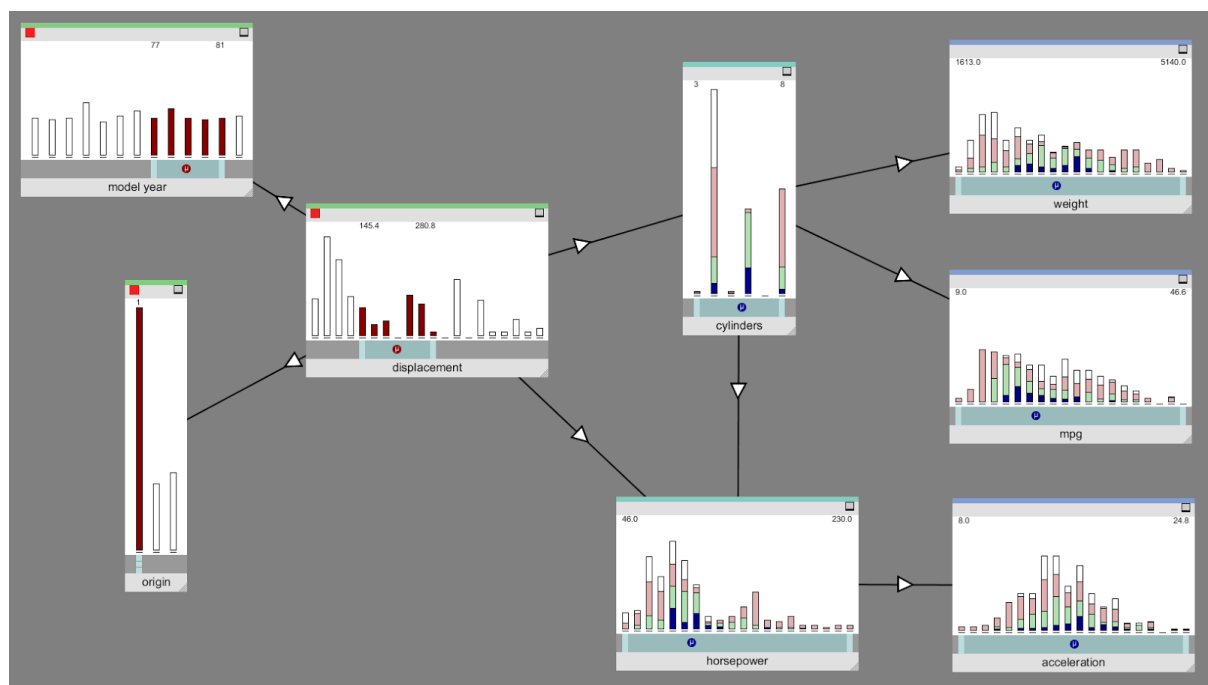 77 81
μ
model year
145.4 280.8
μ
displacement
1
origin
3 8
μ
cylinders
1613.0 5140.0
μ
weight
9.0 46.6
μ
mpg
46.0 230.0
μ
horsepower
8.0 24.8
μ
acceleration